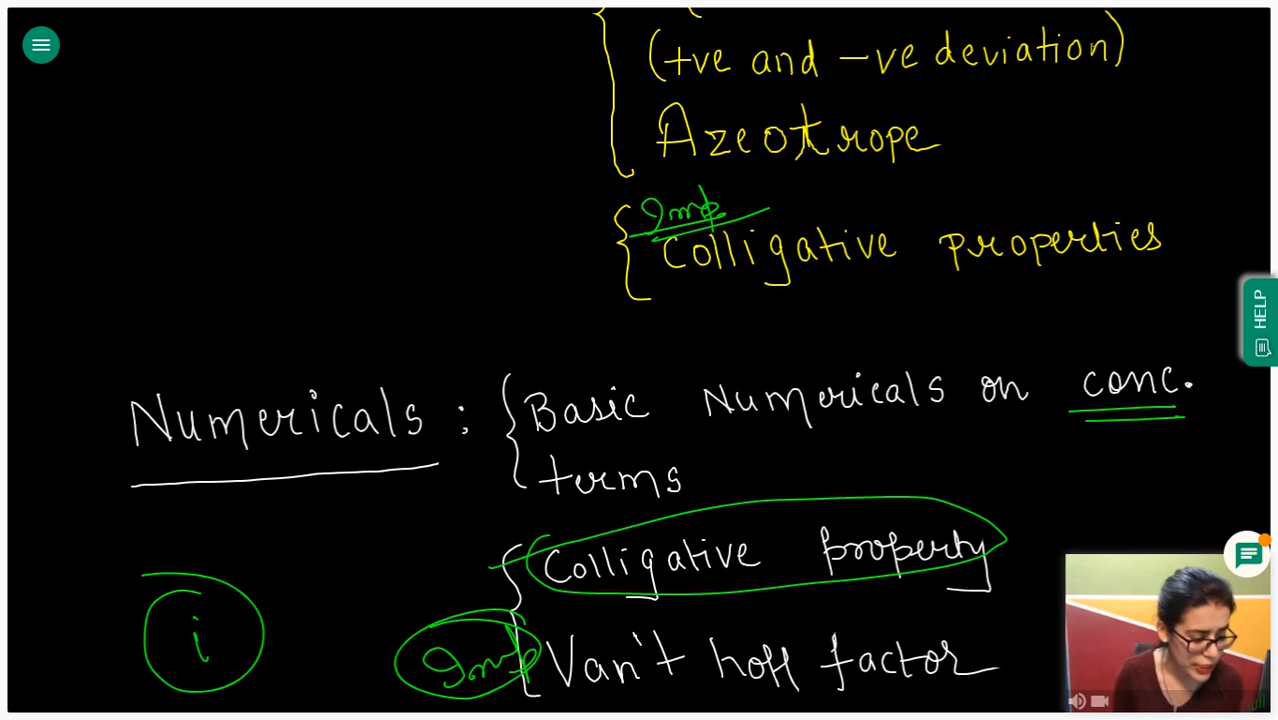 (+ve and -ve deviation)
Azeotrope
Imp
Colligative properties
HELP
Numericals : Basic Numericals on conc.
terms
Colligative property
i
Imp
Van't hoff factor